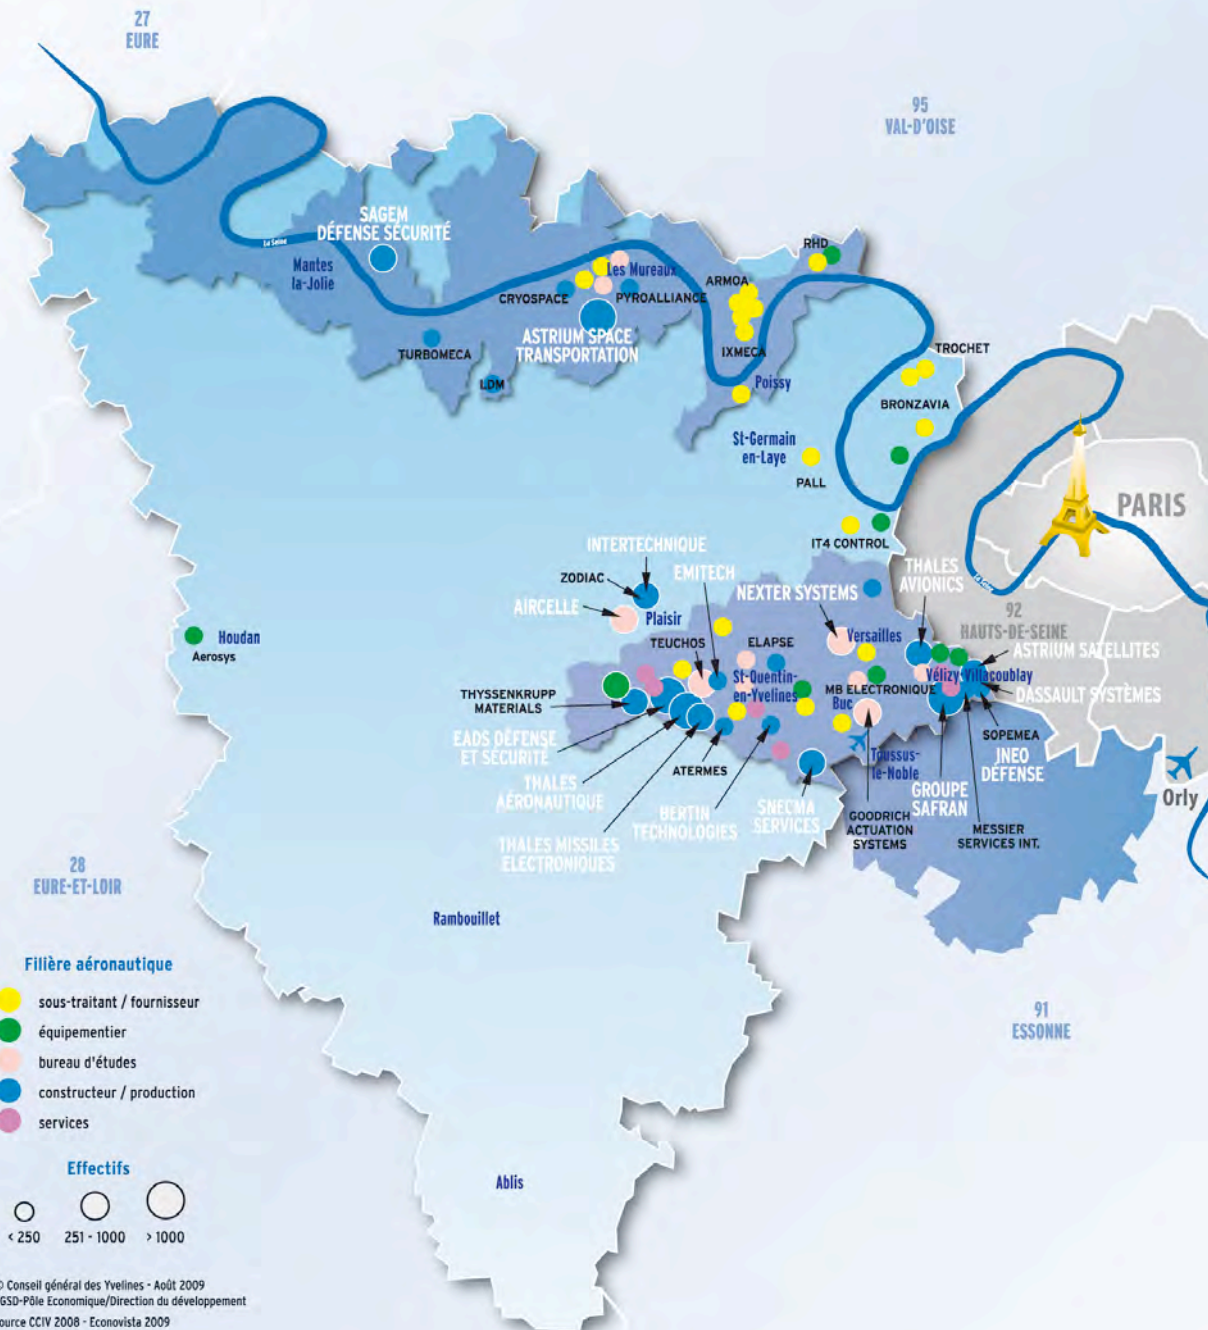 27
EURE
95
VAL-D'OISE
SAGEM
DÉFENSE SÉCURITÉ
La Seine
Mantes
la-Jolie
RHD
Les Mureaux
ARMOA
CRYOSPACE
PYROALLIANCE
ASTRIUM SPACE
TRANSPORTATION
TURBOMECA
IXMECA
LDM
TROCHET
Poissy
BRONZAVIA
St-Germain
en-Laye
PALL
PARIS
IT4 CONTROL
INTERTECHNIQUE
ZODIAC
EMITECH
THALES
AVIONICS
NEXTER SYSTEMS
La Seine
AIRCELLE
Plaisir
92
HAUTS-DE-SEINE
Houdan
Aerosys
TEUCHOS
ELAPSE
Versailles
ASTRIUM SATELLITES
THYSSENKRUPP
MATERIALS
St-Quentin-
en-Yvelines
MB ELECTRONIQUE
Vélizy Villacoublay
DASSAULT SYSTÈMES
Buc
EADS DÉFENSE
ET SÉCURITÉ
SOPEMEA
ATERMES
Toussus-
le-Noble
JNEO
DÉFENSE
THALES
AÉRONAUTIQUE
BERTIN
TECHNOLOGIES
SNECMA
SERVICES
GROUPE
SAFRAN
Orly
GOODRICH
ACTUATION
SYSTEMS
MESSIER
SERVICES INT.
THALES MISSILES
ELECTRONIQUES
28
EURE-ET-LOIR
Rambouillet
91
ESSONNE
Ablis
Filière aéronautique
sous-traitant / fournisseur
équipementier
bureau d'études
constructeur / production
services
Effectifs
< 250
251 - 1000
> 1000
© Conseil général des Yvelines - Août 2009
GSD-Pôle Economique/Direction du développement
ource CCIV 2008 - Econovista 2009